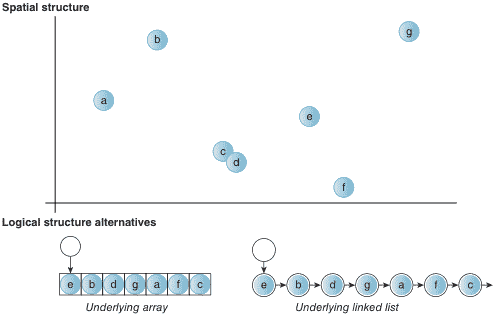 Spatial structure
g
b
a
e
c
d
f
Logical structure alternatives
e b d g a f c
e b d g a f c
Underlying array
Underlying linked list